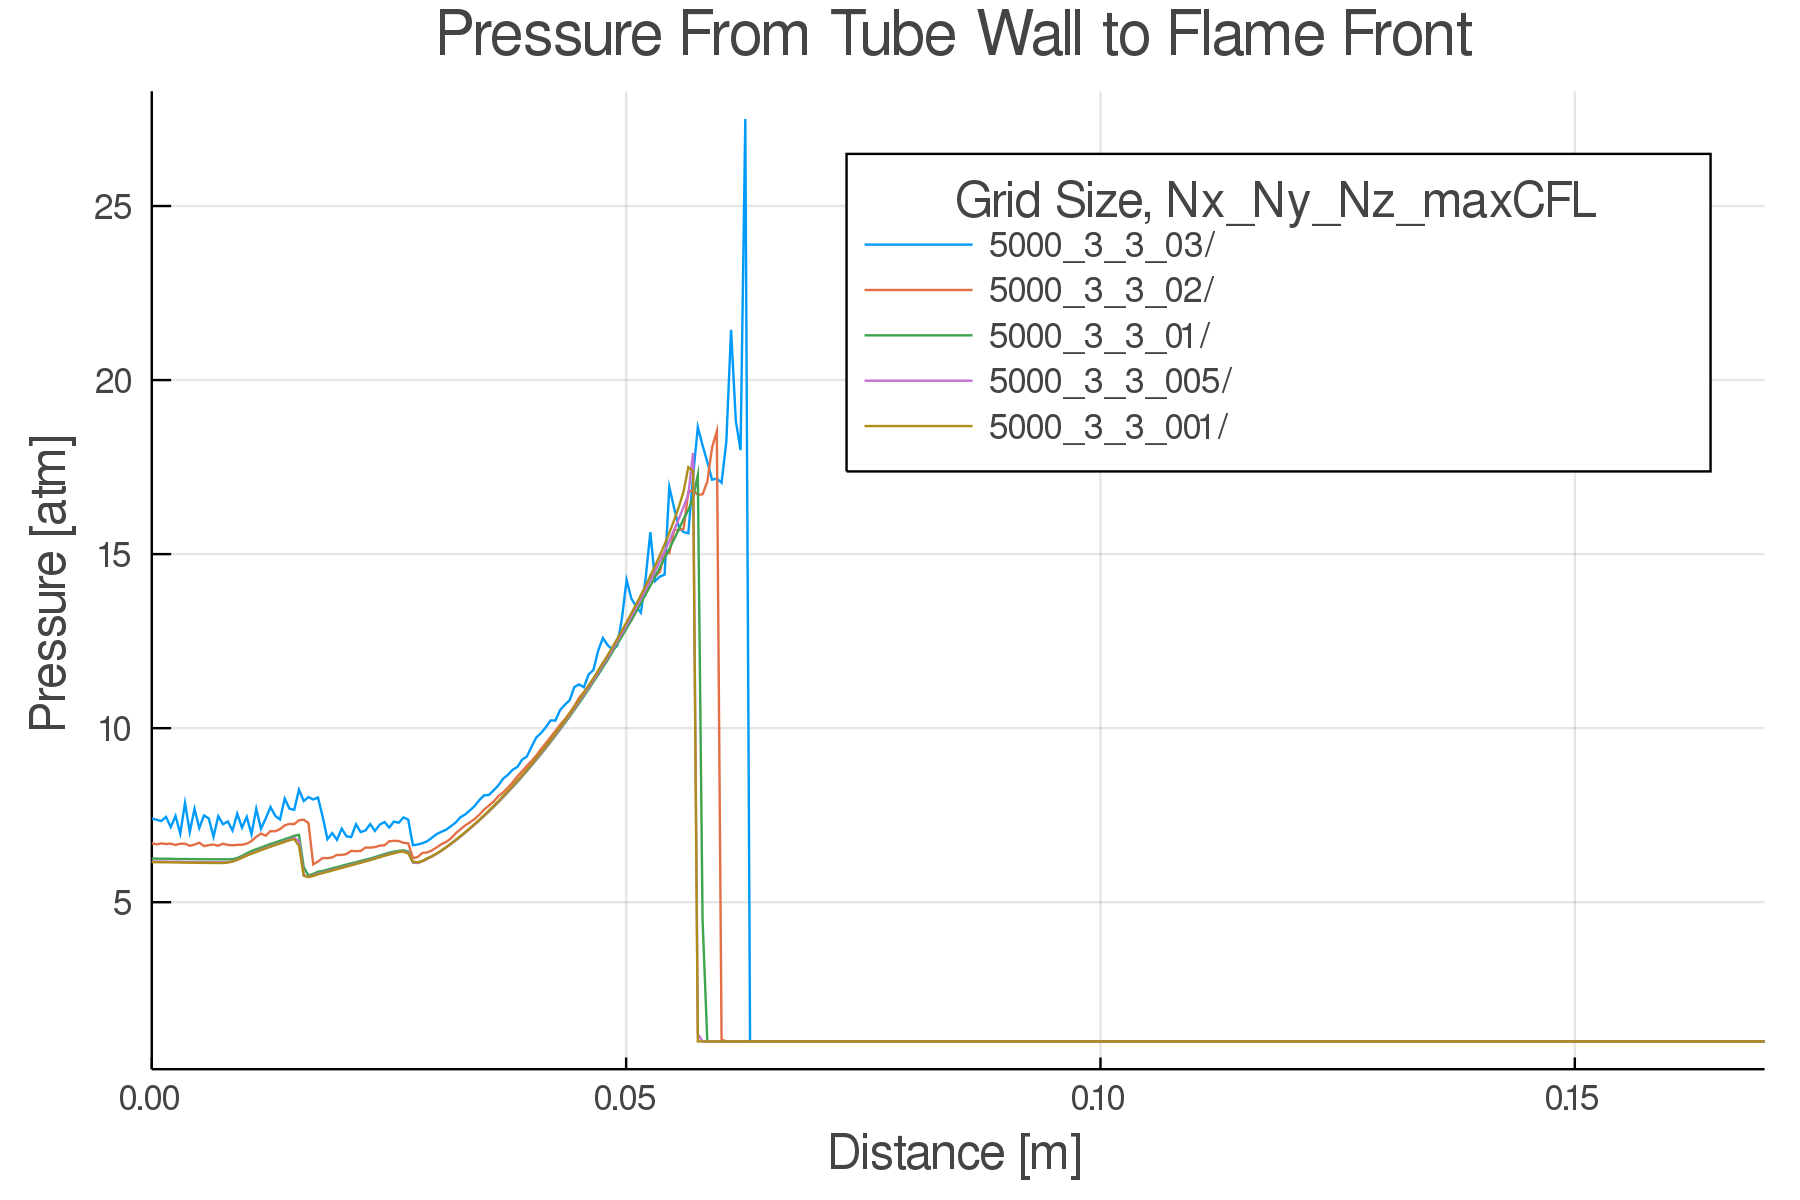 Pressure From Tube Wall to Flame Front
Pressure [atm]
25
20
15
10
5
Grid Size, Nx_Ny_Nz_maxCFL
5000_3_3_03/
5000_3_3_02/
5000_3_3_01/
5000_3_3_005/
5000_3_3_001/
0.00 0.05 0.10 0.15
Distance [m]